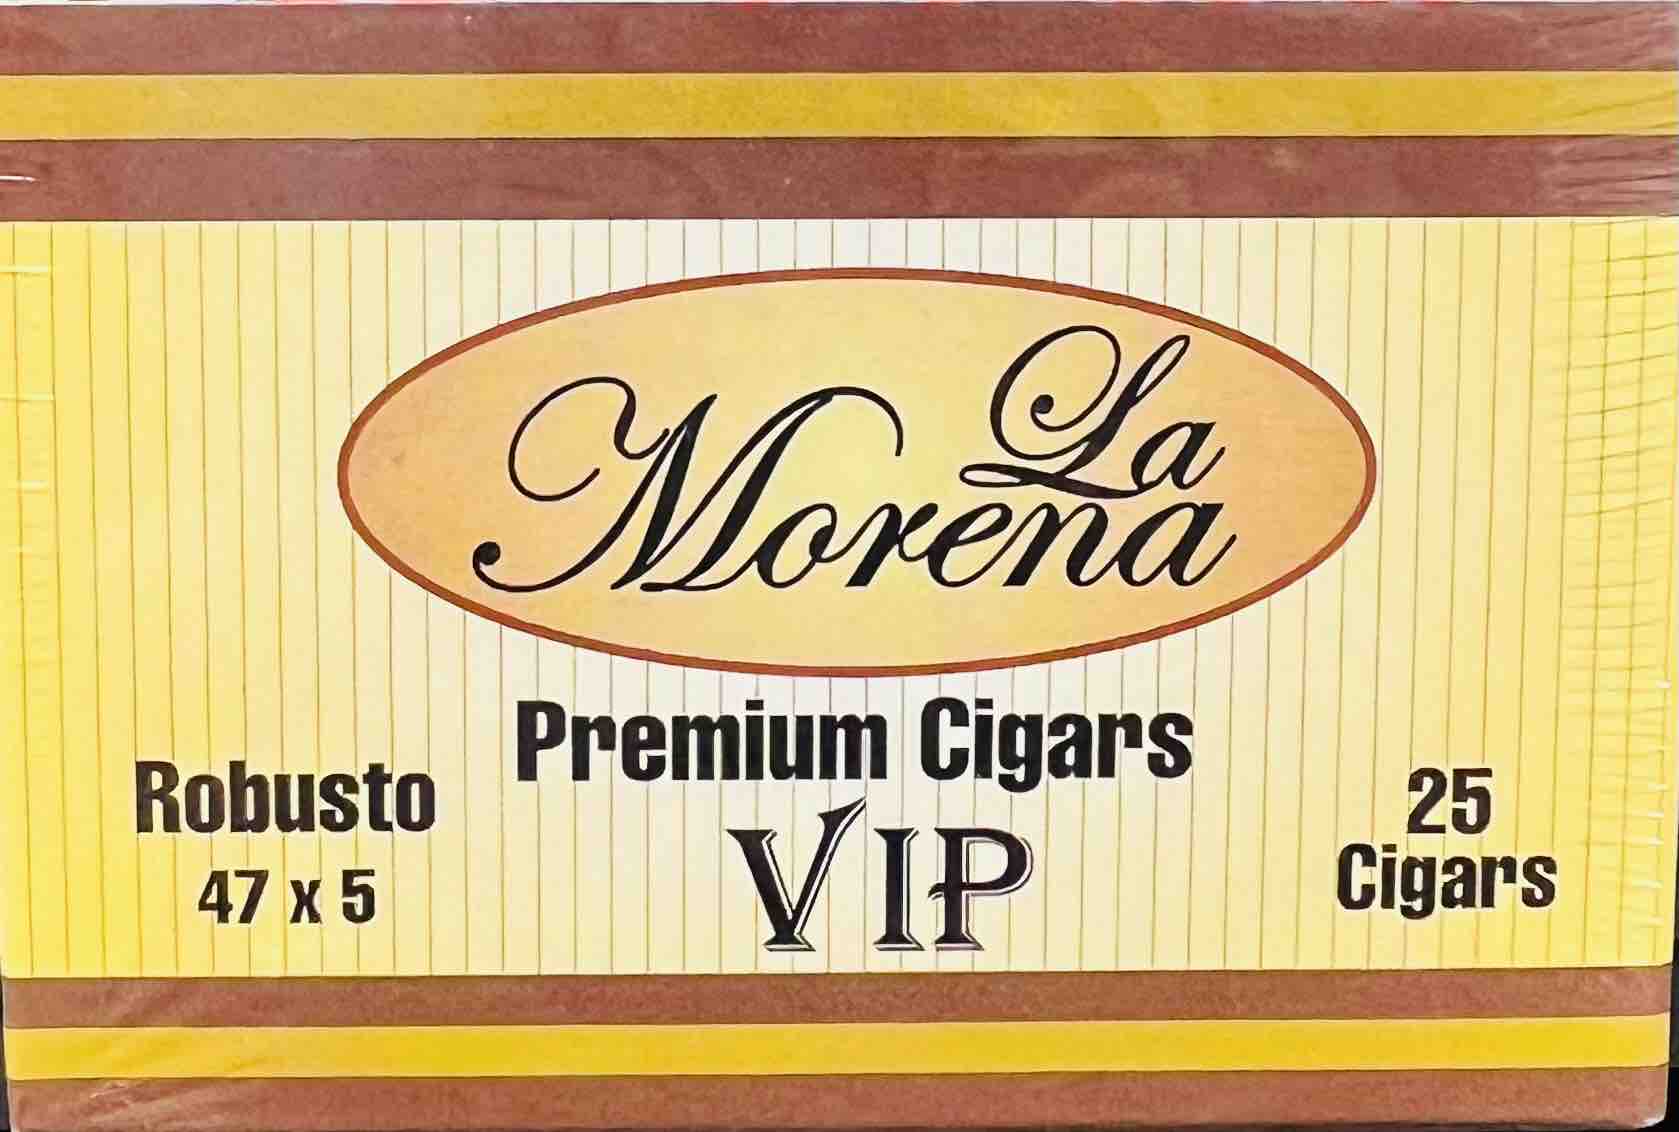 La
Morena
Premium Cigars
VIP
Robusto
47 x 5
25
Cigars